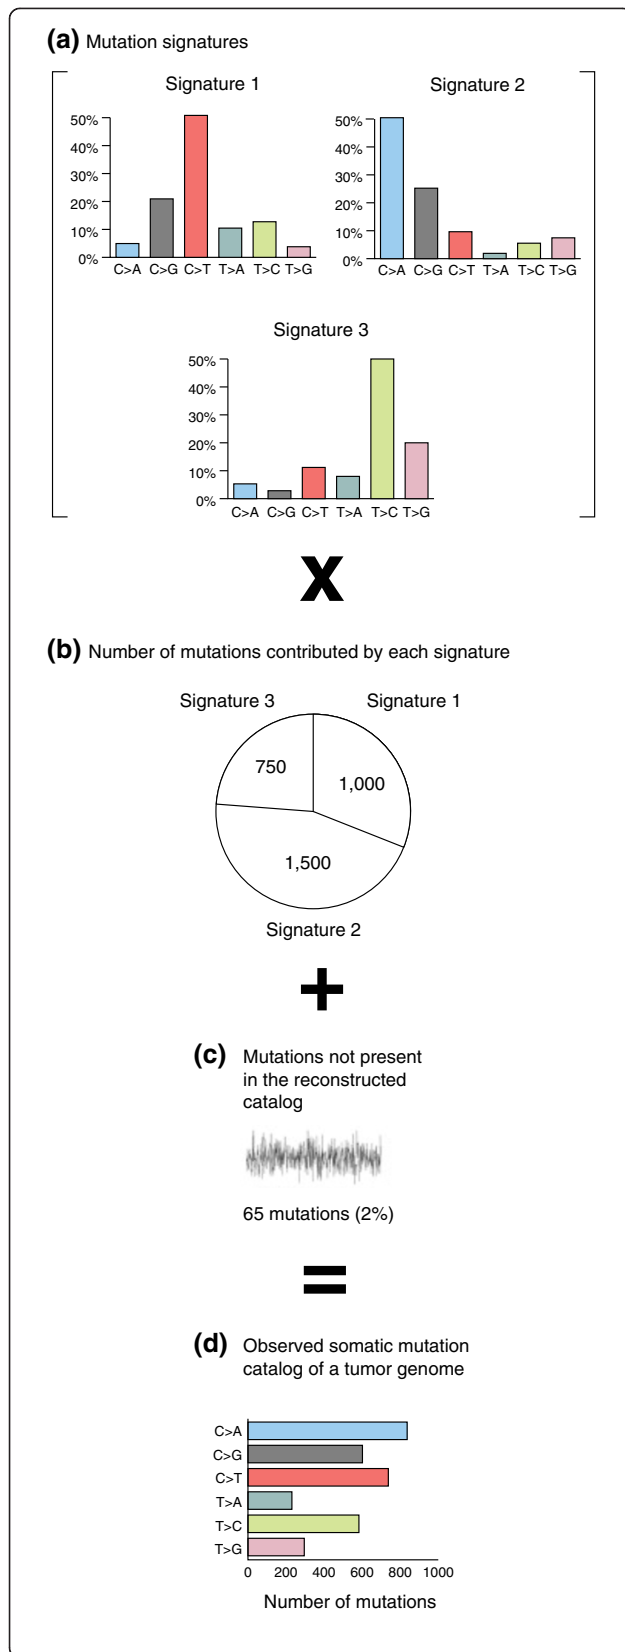 (a) Mutation signatures
Signature 1
50%
40%
30%
20%
10%
0%
C>A C>G C>T T>A T>C T>G
Signature 2
50%
40%
30%
20%
10%
0%
C>A C>G C>T T>A T>C T>G
Signature 3
50%
40%
30%
20%
10%
0%
C>A C>G C>T T>A T>C T>G
X
(b) Number of mutations contributed by each signature
Signature 3
Signature 1
750
1,000
1,500
Signature 2
+
(c) Mutations not present
in the reconstructed
catalog
65 mutations (2%)
=
(d) Observed somatic mutation
catalog of a tumor genome
C>A
C>G
C>T
T>A
T>C
T>G
0 200 400 600 800 1000
Number of mutations